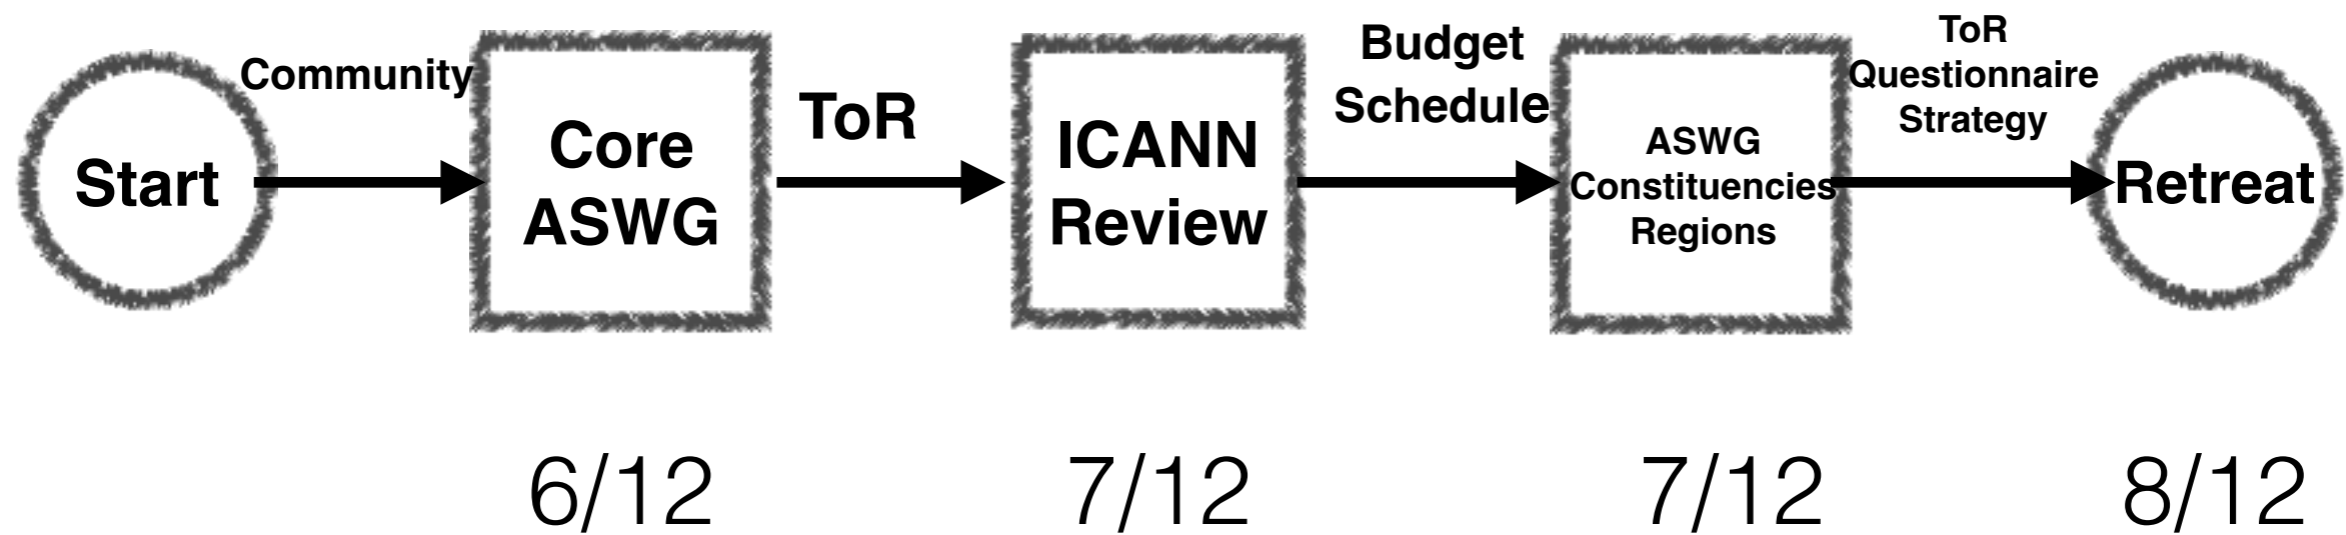 Start
Community
Core
ASWG
ToR
ICANN
Review
Budget
Schedule
ASWG
Constituencies
Regions
ToR
Questionnaire
Strategy
Retreat
6/12
7/12
7/12
8/12